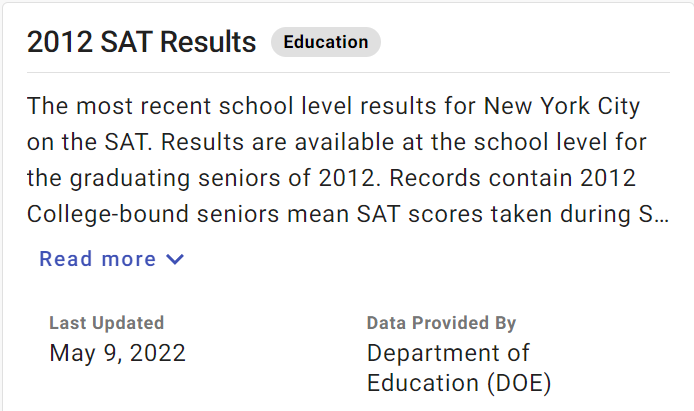 2012 SAT Results Education
The most recent school level results for New York City
on the SAT. Results are available at the school level for
the graduating seniors of 2012. Records contain 2012
College-bound seniors mean SAT scores taken during S...
Read more
Last Updated
May 9, 2022
Data Provided By
Department of
Education (DOE)